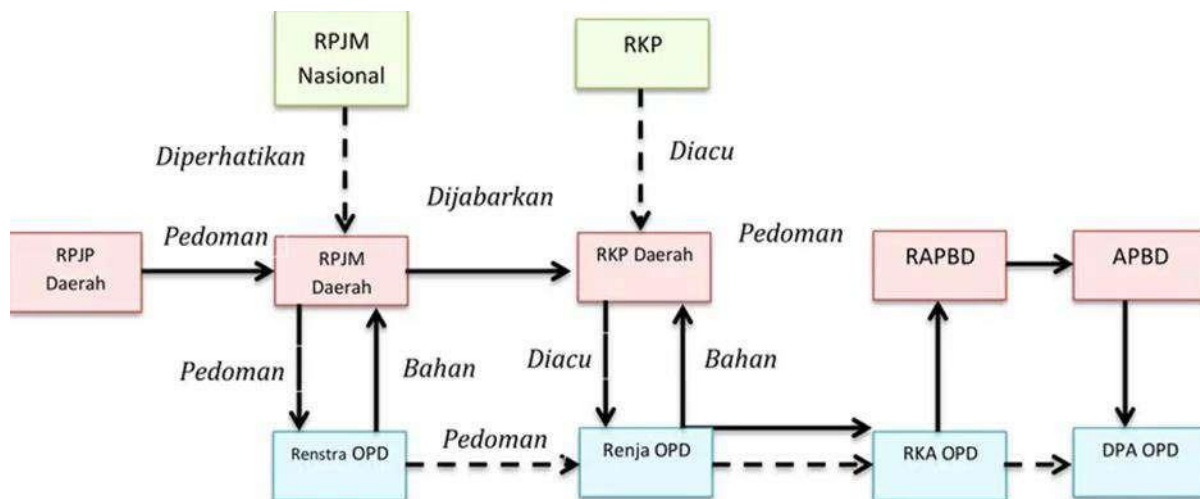 RPJM
Nasional
RKP
Diperhatikan
Diacu
Dijabarkan
Pedoman
Pedoman
RPJP
Daerah
RPJM
Daerah
RKP Daerah
RAPBD
APBD
Pedoman
Bahan
Diacu
Bahan
Renstra OPD
Pedoman
Renja OPD
RKA OPD
DPA OPD